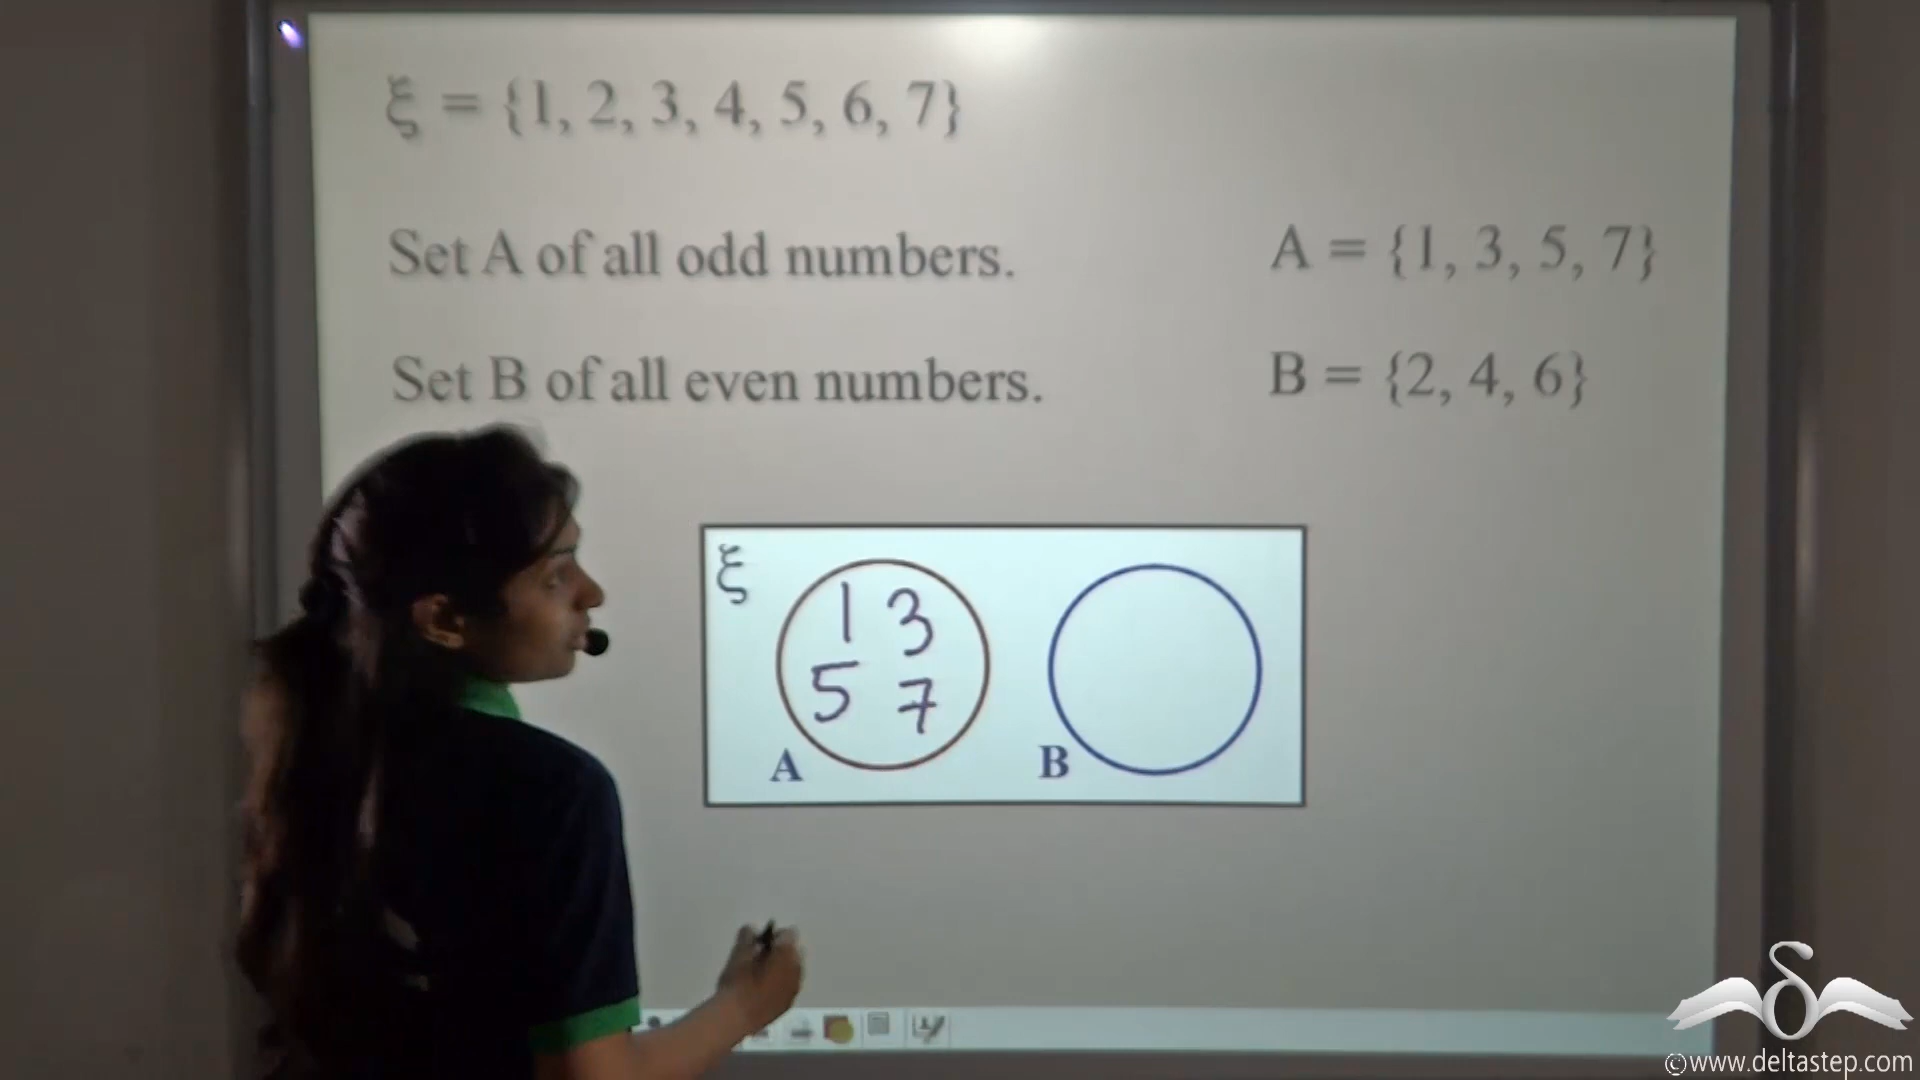 ξ = {1, 2, 3, 4, 5, 6, 7}
Set A of all odd numbers.
A = {1, 3, 5, 7}
Set B of all even numbers.
B = {2, 4, 6}
ξ
1 3
5 7
A
B
©www.deltastep.com